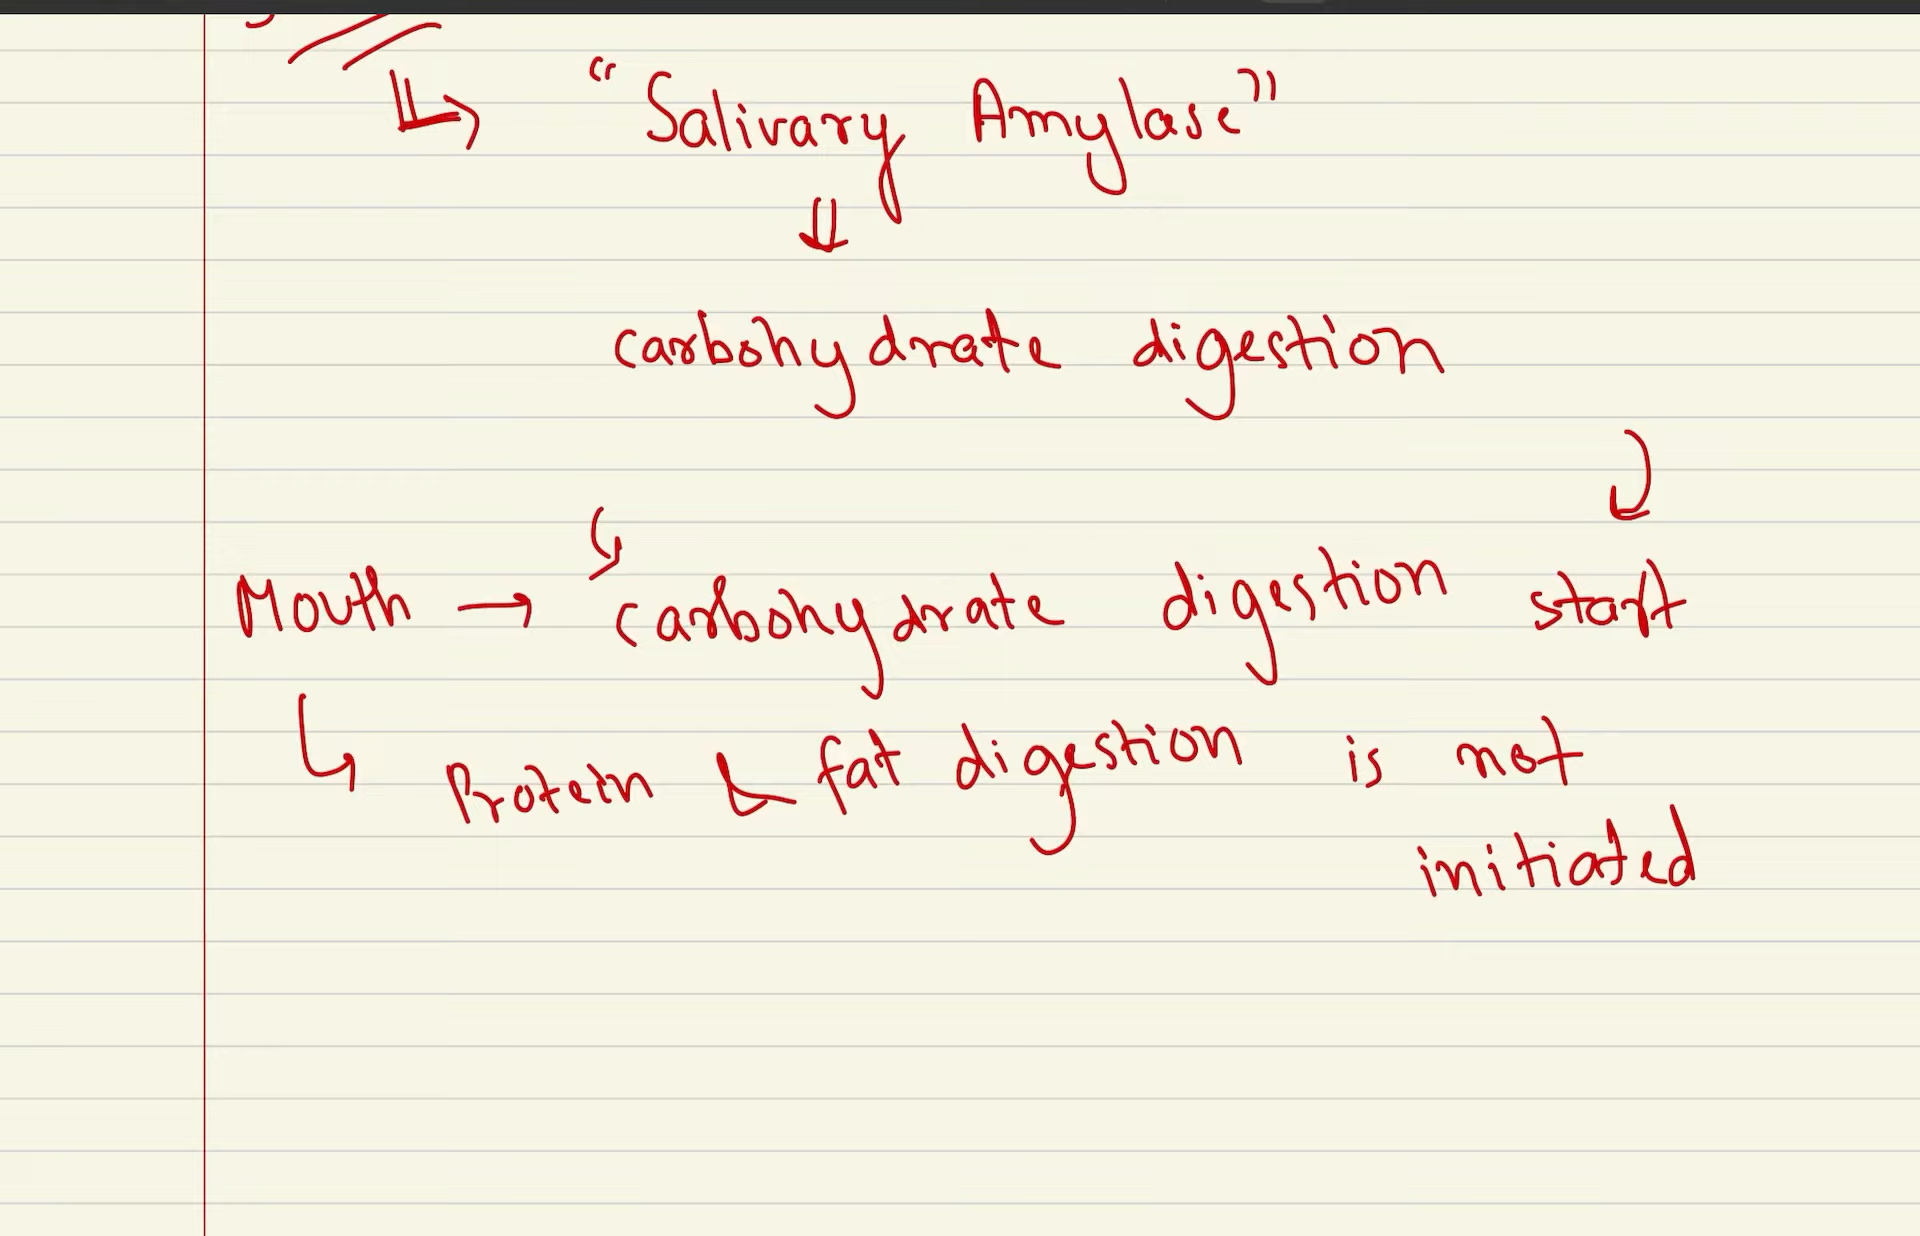 "Salivary Amylase"
carbohydrate digestion
Mouth → carbohydrate digestion start
Protein & fat digestion is not
initiated